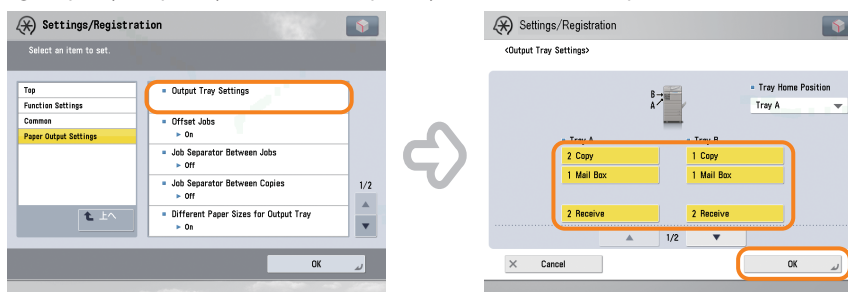 Settings/Registration
Select an item to set.
Top
Function Settings
Common
Paper Output Settings
上へ
Output Tray Settings
Offset Jobs
► On
Job Separator Between Jobs
► Off
Job Separator Between Copies
► Off
Different Paper Sizes for Output Tray
► On
1/2
OK
Settings/Registration
<Output Tray Settings>
B→
A
Tray Home Position
Tray A
Tray A
Tray B
2 Copy
1 Copy
1 Mail Box
1 Mail Box
2 Receive
2 Receive
1/2
Cancel
OK